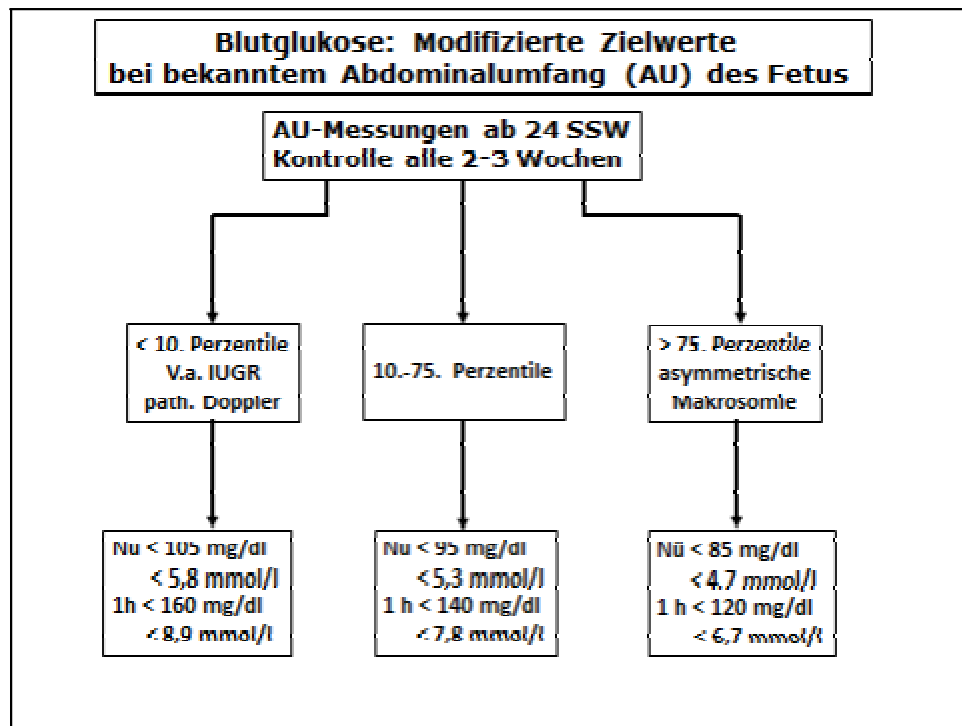 Blutglukose: Modifizierte Zielwerte
bei bekanntem Abdominalumfang (AU) des Fetus
AU-Messungen ab 24 SSW
Kontrolle alle 2-3 Wochen
< 10. Perzentile
V.a. IUGR
path. Doppler
10.-75. Perzentile
> 75. Perzentile
asymmetrische
Makrosomie
Nü < 105 mg/dl
< 5,8 mmol/l
1h < 160 mg/dl
< 8,9 mmol/l
Nü < 95 mg/dl
< 5,3 mmol/l
1 h < 140 mg/dl
< 7,8 mmol/l
Nü < 85 mg/dl
< 4,7 mmol/l
1 h < 120 mg/dl
< 6,7 mmol/l